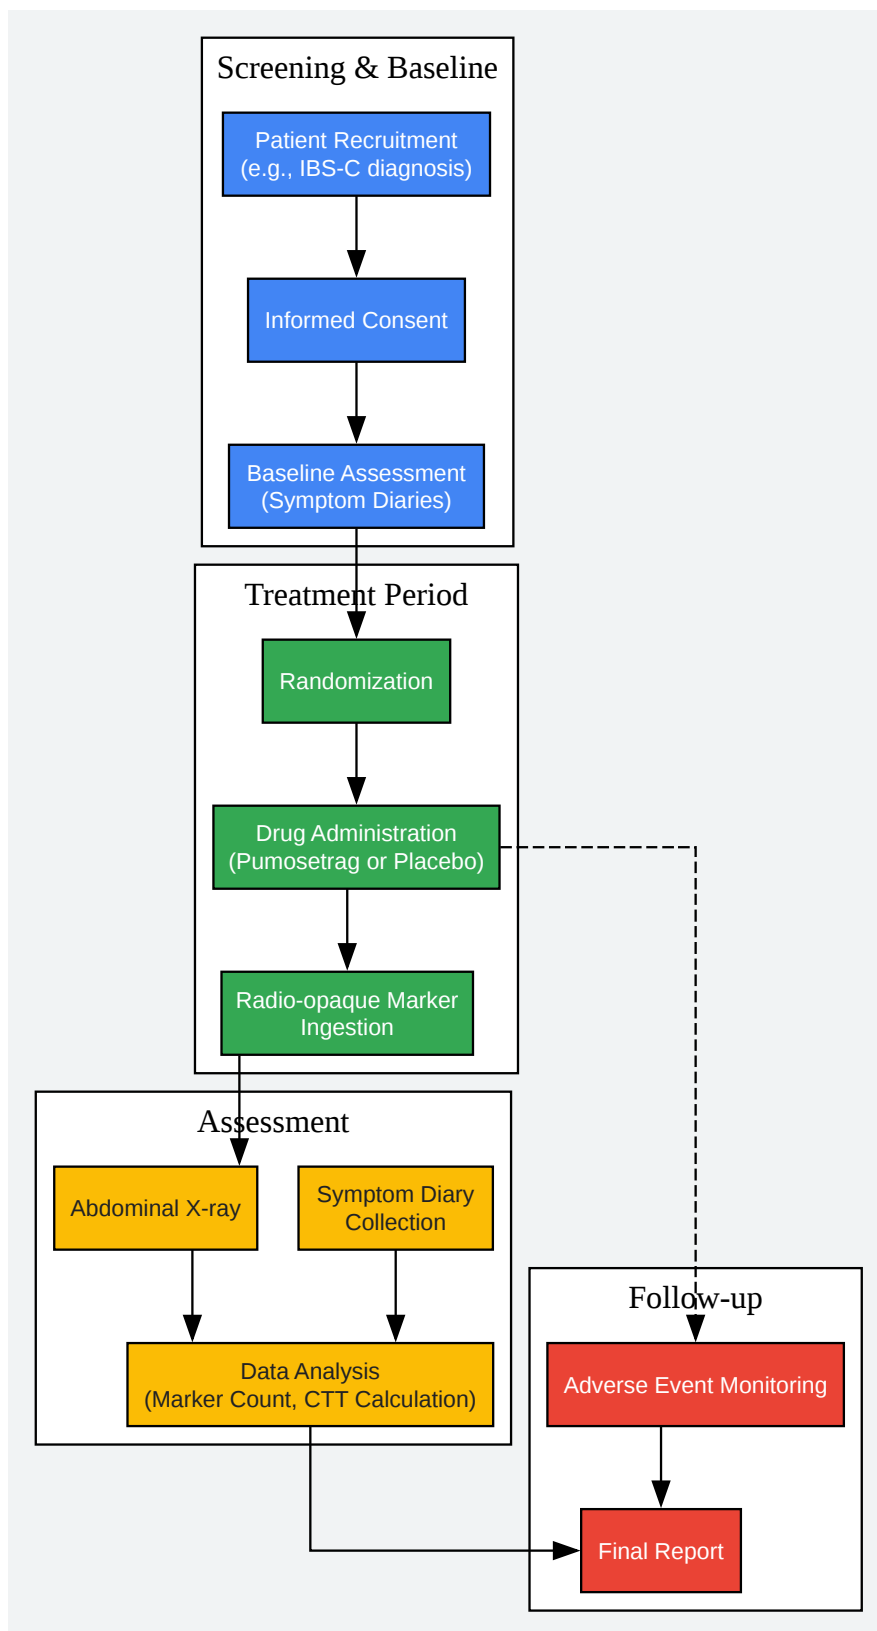 Screening & Baseline
Patient Recruitment
(e.g., IBS-C diagnosis)
Informed Consent
Baseline Assessment
(Symptom Diaries)
Treatment Period
Randomization
Drug Administration
(Pumosetrag or Placebo)
Radio-opaque Marker
Ingestion
Assessment
Abdominal X-ray
Symptom Diary
Collection
Data Analysis
(Marker Count, CTT Calculation)
Follow-up
Adverse Event Monitoring
Final Report